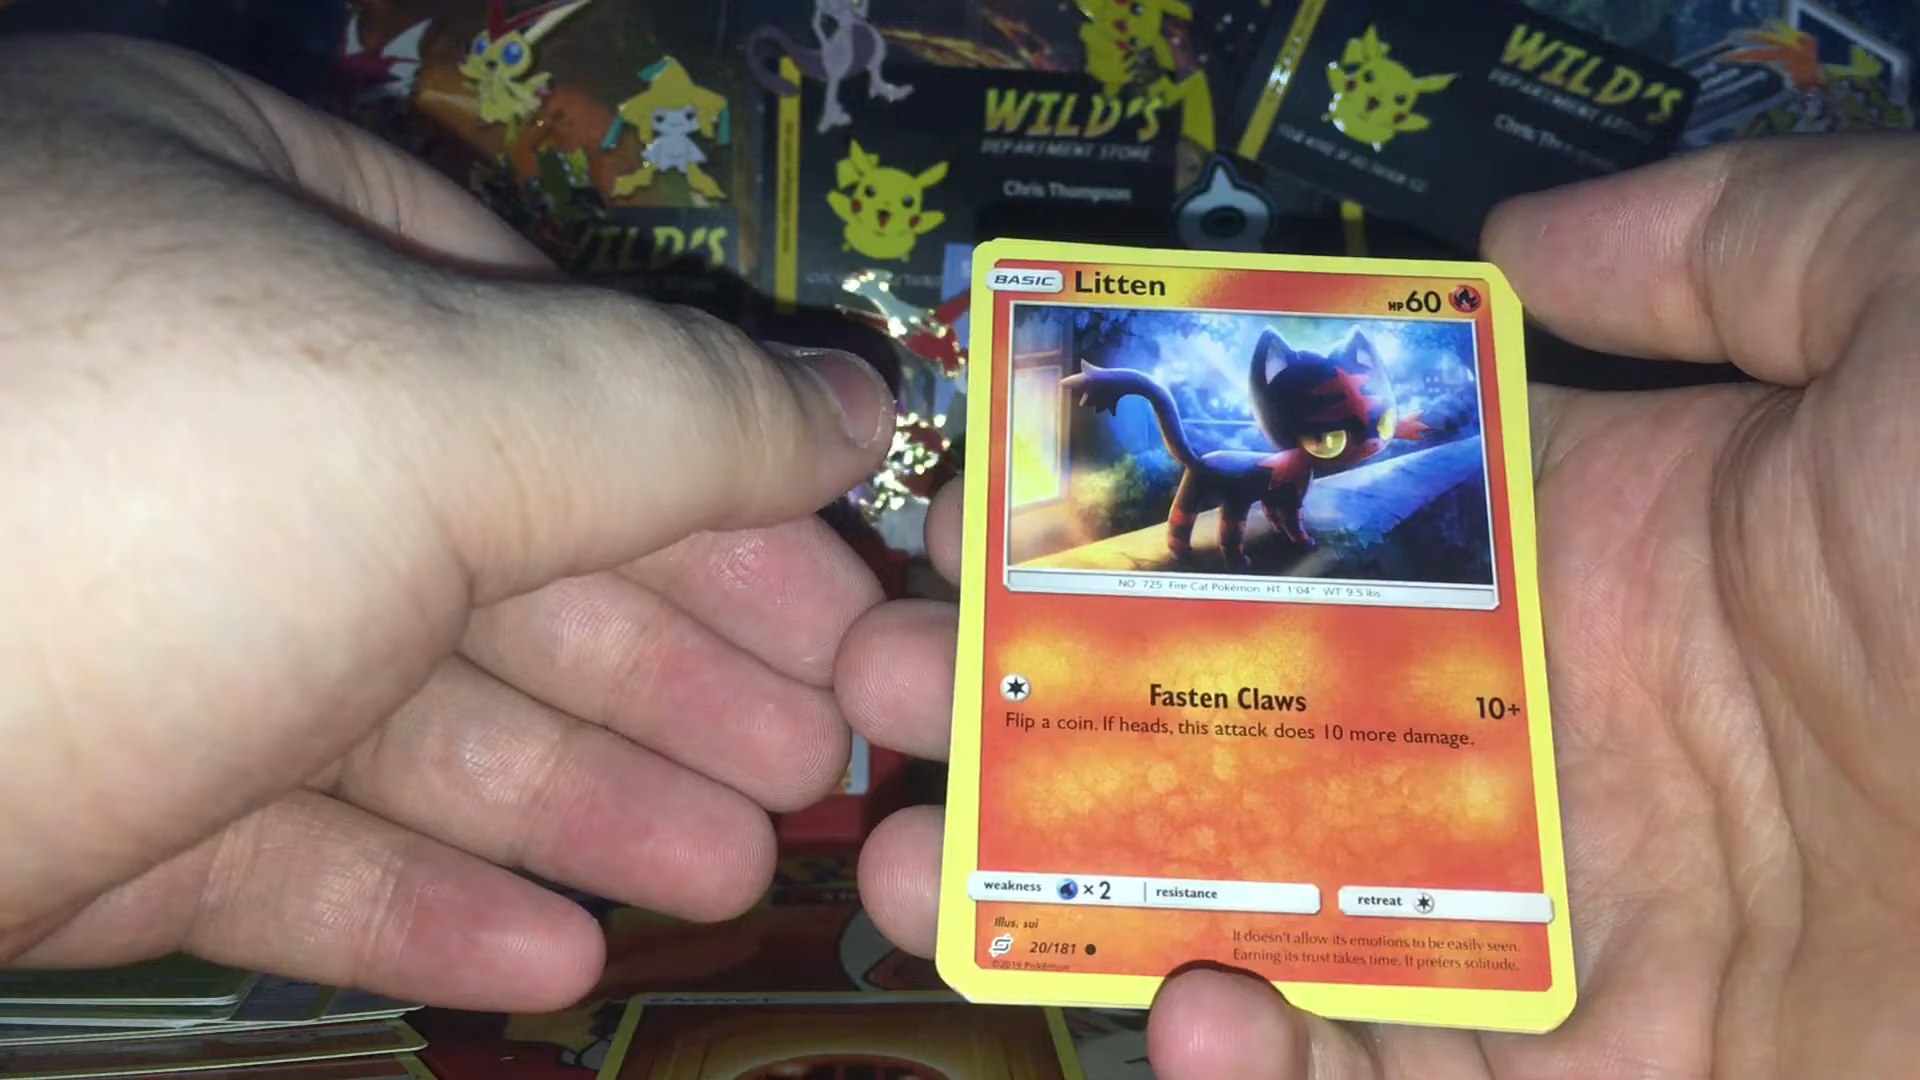 WILD'S
DEPARTMENT STORE
Chris Thompson
WILD'S
DEPARTMENT
Chris
WILD'S
BASIC Litten HP 60
NO. 725 Fire Cat Pokémon HT: 1'04" WT: 9.5 lbs.
Fasten Claws 10+
Flip a coin. If heads, this attack does 10 more damage.
weakness ×2 resistance retreat
Illus. sui
20/181
©2019 Pokémon
It doesn't allow its emotions to be easily seen.
Earning its trust takes time. It prefers solitude.
ENERGY